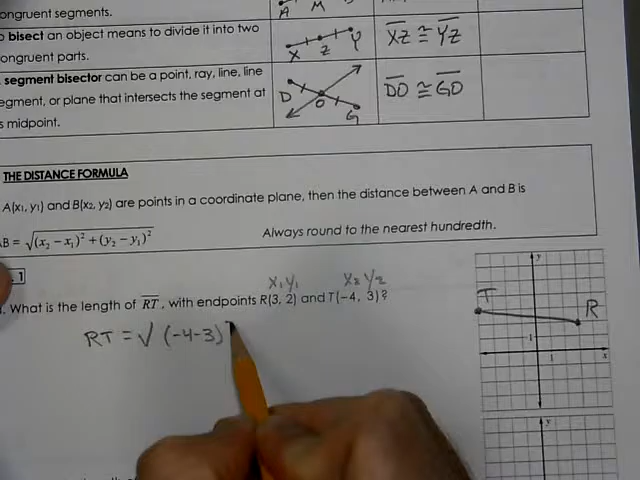 ongruent segments.
A M
o bisect an object means to divide it into two
ongruent parts.
X Z Y
XZ ≅ YZ
segment bisector can be a point, ray, line, line
egment, or plane that intersects the segment at
s midpoint.
D O G
DO ≅ GO
THE DISTANCE FORMULA
A(x₁, y₁) and B(x₂, y₂) are points in a coordinate plane, then the distance between A and B is
AB = √(x₂ − x₁)² + (y₂ − y₁)² Always round to the nearest hundredth.
1
x₁ y₁ x₂ y₂
. What is the length of RT, with endpoints R(3, 2) and T(−4, 3)?
RT = √ (-4-3)
y
T R
1
1 x
y